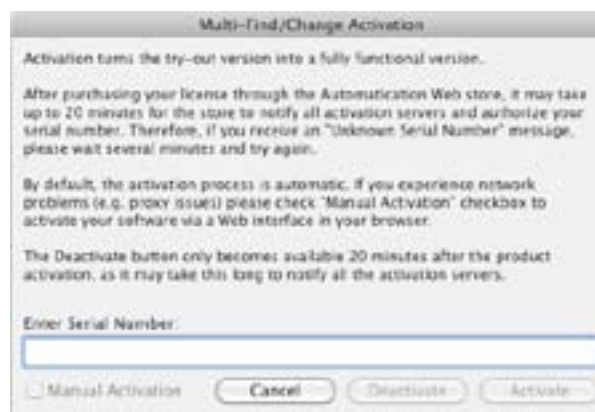 Multi-Find/Change Activation
Activation turns the try-out version into a fully functional version.
After purchasing your license through the Automatication Web store, it may take
up to 20 minutes for the store to notify all activation servers and authorize your
serial number. Therefore, if you receive an "Unknown Serial Number" message,
please wait several minutes and try again.
By default, the activation process is automatic. If you experience network
problems (e.g. proxy issues) please check "Manual Activation" checkbox to
activate your software via a Web interface in your browser.
The Deactivate button only becomes available 20 minutes after the product
activation, as it may take this long to notify all the activation servers.
Enter Serial Number:
Manual Activation Cancel Deactivate Activate